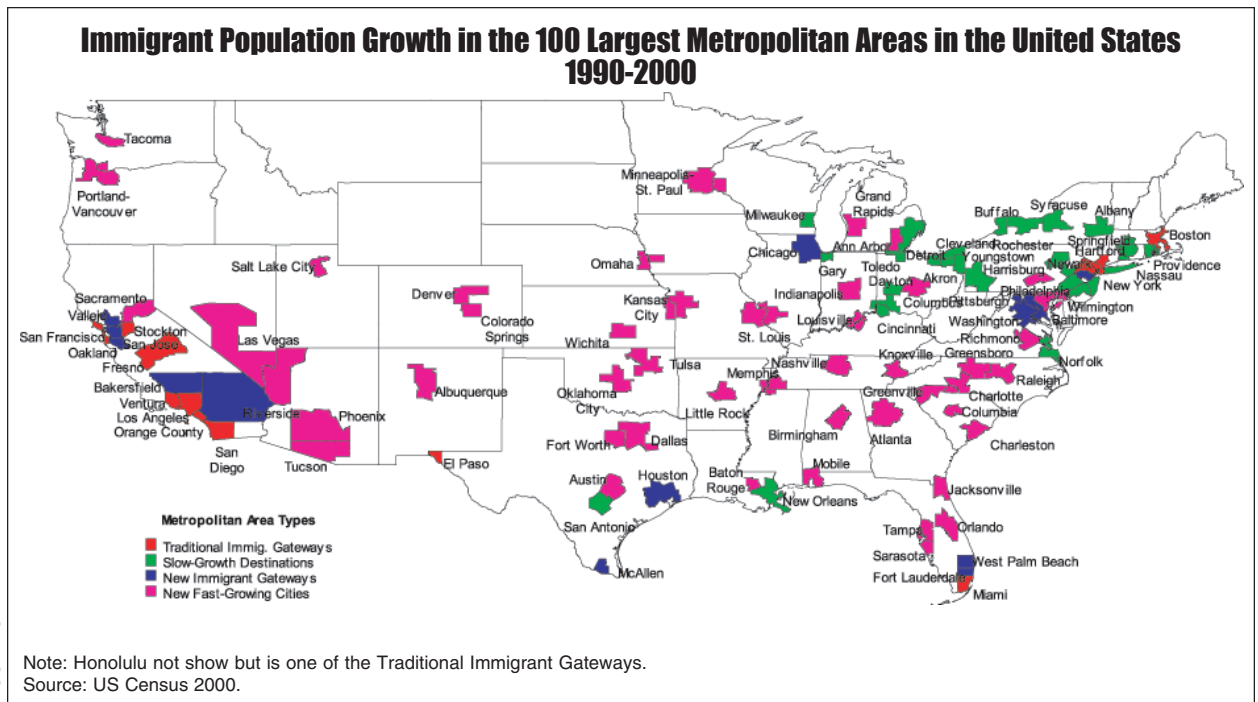 Immigrant Population Growth in the 100 Largest Metropolitan Areas in the United States
1990-2000
Tacoma
Portland-
Vancouver
Minneapolis-
St. Paul
Grand
Rapids
Milwaukee
Buffalo
Syracuse
Albany
Boston
Chicago
Ann Arbor
Detroit
Cleveland
Rochester
Springfield
Hartford
Providence
Salt Lake City
Omaha
Gary
Toledo
Youngstown
Newark
Nassau
New York
Denver
Dayton
Akron
Harrisburg
Philadelphia
Sacramento
Kansas
City
Indianapolis
Columbus
Pittsburgh
Wilmington
Vallejo
Stockton
Colorado
Springs
St. Louis
Louisville
Cincinnati
Washington
Baltimore
San Francisco
San Jose
Oakland
Las Vegas
Wichita
Richmond
Fresno
Tulsa
Nashville
Knoxville
Greensboro
Norfolk
Bakersfield
Albuquerque
Oklahoma
City
Memphis
Greenville
Raleigh
Ventura
Riverside
Phoenix
Little Rock
Charlotte
Los Angeles
Orange County
Columbia
Fort Worth
Dallas
Birmingham
Atlanta
Charleston
San
Diego
Tucson
El Paso
Austin
Houston
Baton
Rouge
Mobile
Jacksonville
New Orleans
San Antonio
Tampa
Orlando
Sarasota
West Palm Beach
McAllen
Fort Lauderdale
Miami
Metropolitan Area Types
Traditional Immig. Gateways
Slow-Growth Destinations
New Immigrant Gateways
New Fast-Growing Cities
Note: Honolulu not show but is one of the Traditional Immigrant Gateways.
Source: US Census 2000.